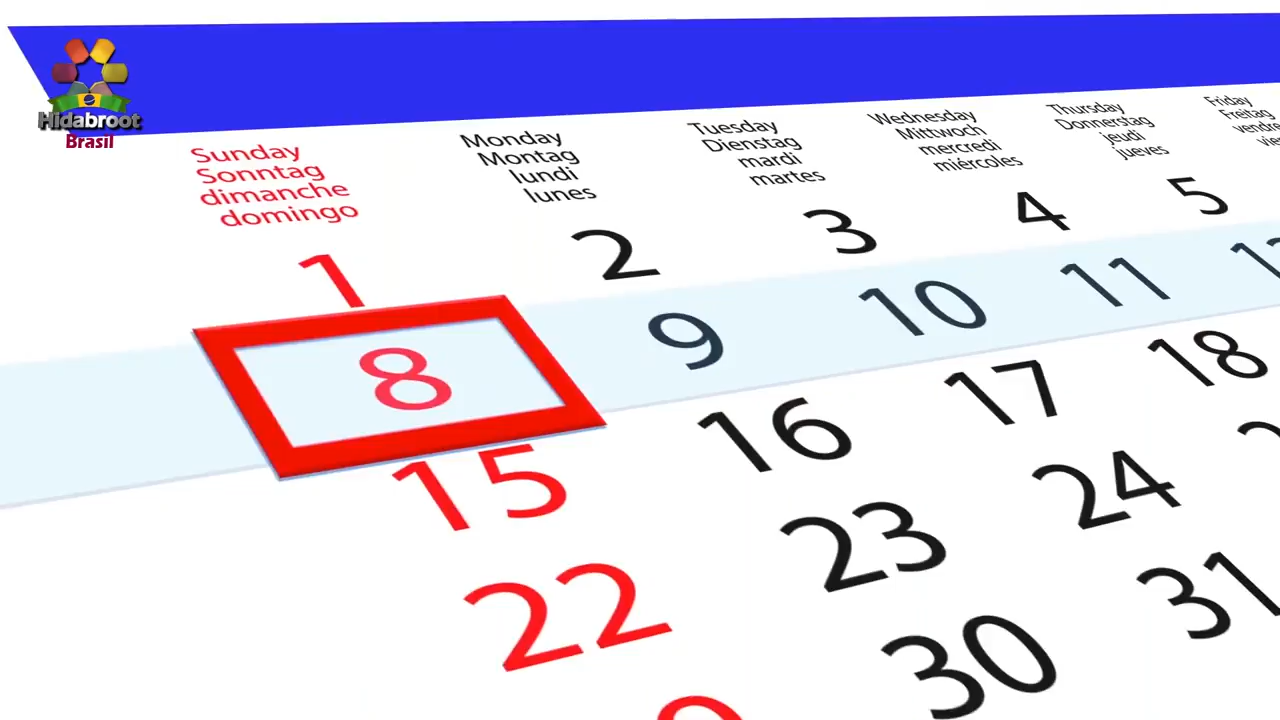 Hidabroot
Brasil
Sunday
Sonntag
dimanche
domingo
Monday
Montag
lundi
lunes
Tuesday
Dienstag
mardi
martes
Wednesday
Mittwoch
mercredi
miércoles
Thursday
Donnerstag
jeudi
jueves
Friday
Freitag
1 2 3 4 5
8 9 10 11
15 16 17 18
22 23 24
30 31